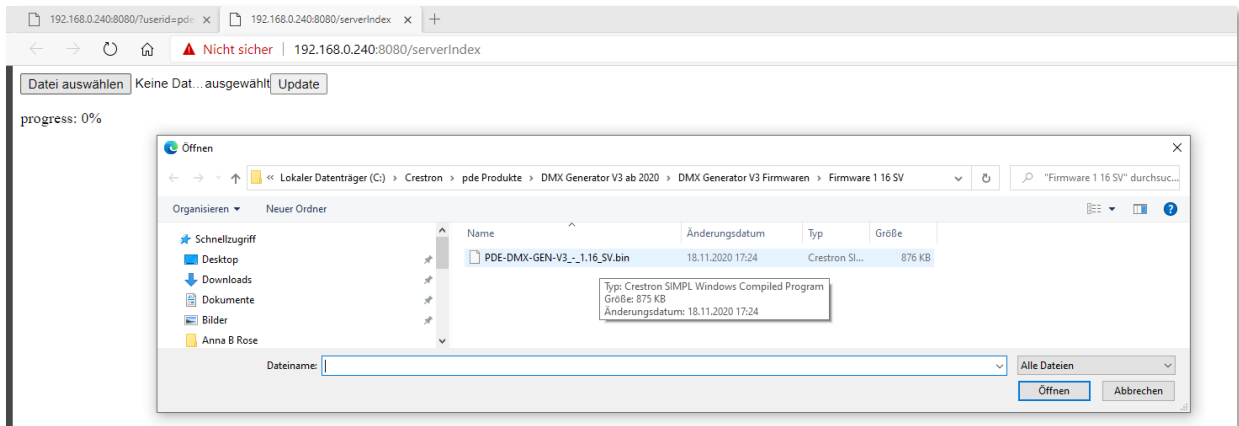 192.168.0.240:8080/?userid=pde
192.168.0.240:8080/serverIndex
Nicht sicher | 192.168.0.240:8080/serverIndex
Datei auswählen Keine Dat...ausgewählt Update
progress: 0%
Öffnen
« Lokaler Datenträger (C:) › Crestron › pde Produkte › DMX Generator V3 ab 2020 › DMX Generator V3 Firmwaren › Firmware 1 16 SV
"Firmware 1 16 SV" durchsuc...
Organisieren Neuer Ordner
Schnellzugriff
Desktop
Downloads
Dokumente
Bilder
Anna B Rose
Name Änderungsdatum Typ Größe
PDE-DMX-GEN-V3_-_1.16_SV.bin 18.11.2020 17:24 Crestron SI... 876 KB
Typ: Crestron SIMPL Windows Compiled Program
Größe: 875 KB
Änderungsdatum: 18.11.2020 17:24
Dateiname: Alle Dateien
Öffnen Abbrechen